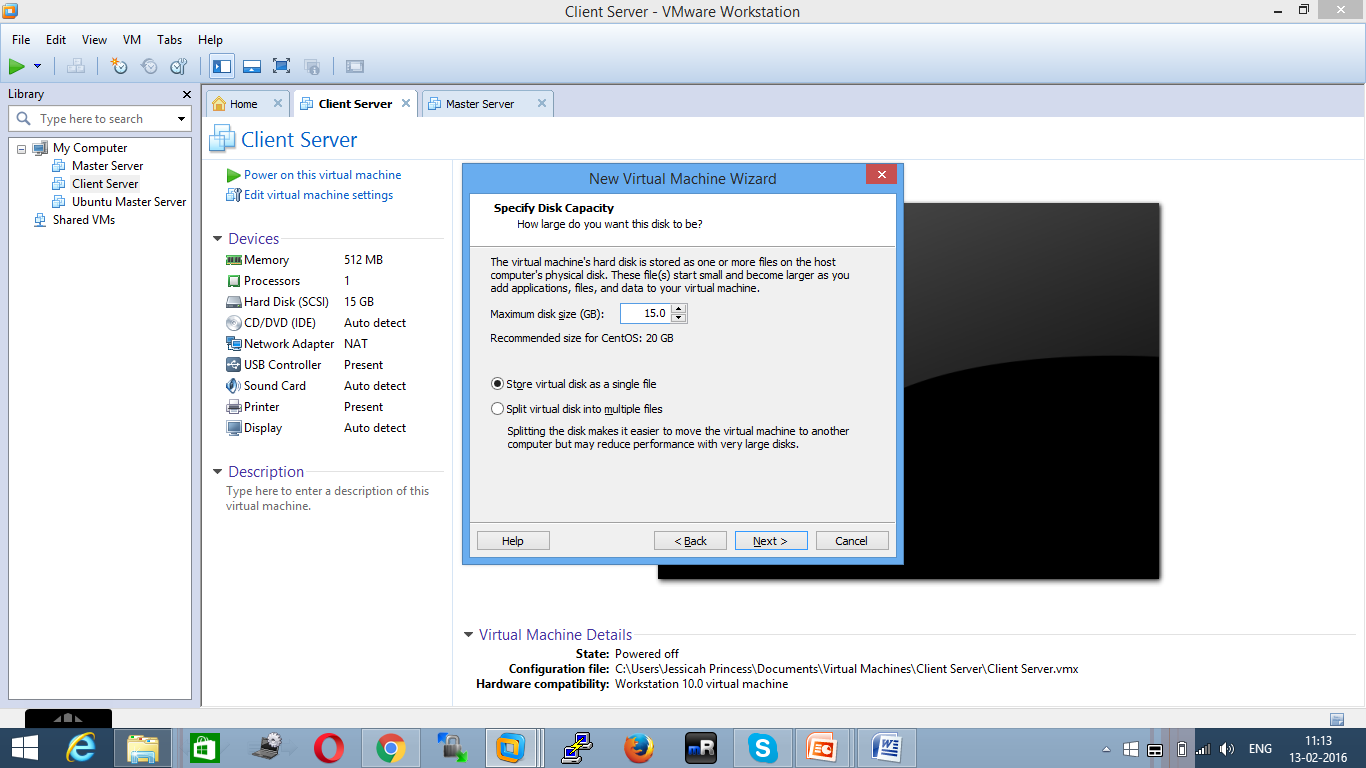 Client Server - VMware Workstation
File Edit View VM Tabs Help
Library
Type here to search
My Computer
Master Server
Client Server
Ubuntu Master Server
Shared VMs
Home
Client Server
Master Server
Client Server
Power on this virtual machine
Edit virtual machine settings
Devices
Memory 512 MB
Processors 1
Hard Disk (SCSI) 15 GB
CD/DVD (IDE) Auto detect
Network Adapter NAT
USB Controller Present
Sound Card Auto detect
Printer Present
Display Auto detect
Description
Type here to enter a description of this
virtual machine.
New Virtual Machine Wizard
Specify Disk Capacity
How large do you want this disk to be?
The virtual machine's hard disk is stored as one or more files on the host
computer's physical disk. These file(s) start small and become larger as you
add applications, files, and data to your virtual machine.
Maximum disk size (GB): 15.0
Recommended size for CentOS: 20 GB
Store virtual disk as a single file
Split virtual disk into multiple files
Splitting the disk makes it easier to move the virtual machine to another
computer but may reduce performance with very large disks.
Help < Back Next > Cancel
Virtual Machine Details
State: Powered off
Configuration file: C:\Users\Jessicah Princess\Documents\Virtual Machines\Client Server\Client Server.vmx
Hardware compatibility: Workstation 10.0 virtual machine
mR
ENG
11:13
13-02-2016